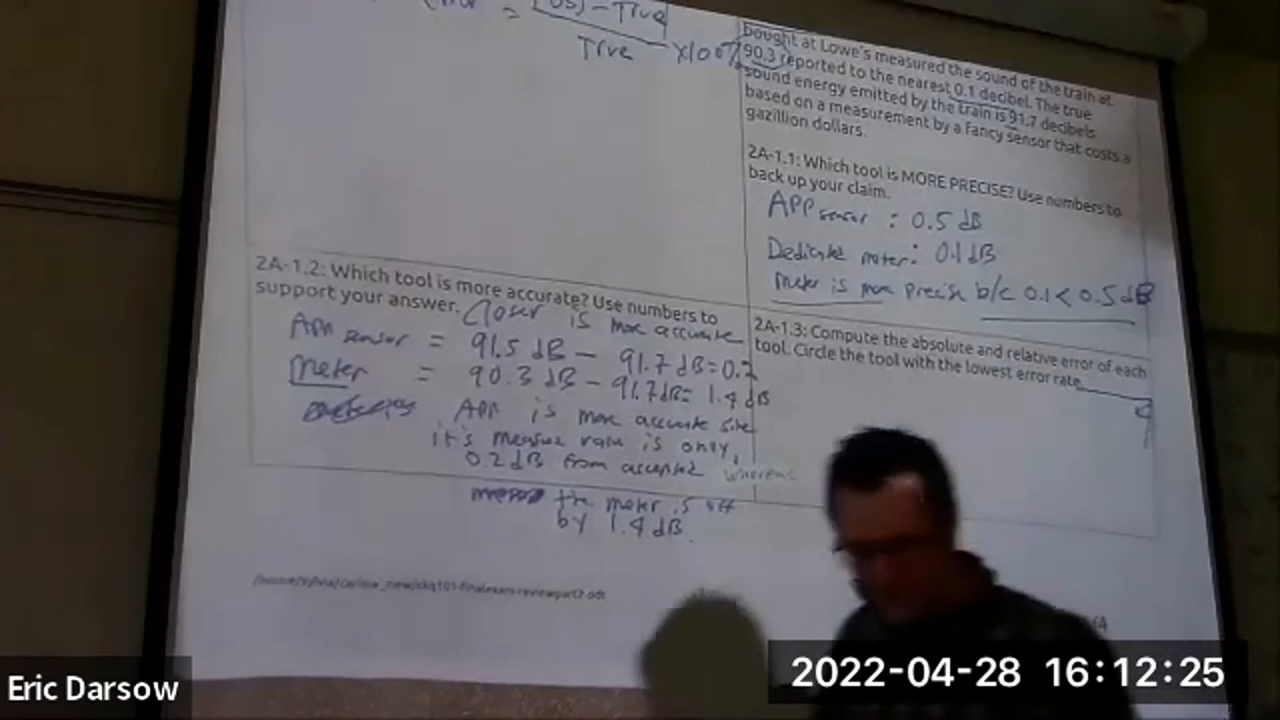 = (Obs) - True
True x100%
bought at Lowe's measured the sound of the train at
90.3 reported to the nearest 0.1 decibel. The true
sound energy emitted by the train is 91.7 decibels
based on a measurement by a fancy sensor that costs a
gazillion dollars.
2A-1.1: Which tool is MORE PRECISE? Use numbers to
back up your claim.
APP sensor : 0.5 dB
Dedicated meter: 0.1 dB
meter is more precise b/c 0.1 < 0.5 dB
2A-1.2: Which tool is more accurate? Use numbers to
support your answer. Closer is more accurate
App sensor = 91.5 dB - 91.7 dB = 0.2
Meter = 90.3 dB - 91.7 dB = 1.4 dB
App is more accurate
it's measure is only
0.2 dB from accepted whereas
the meter is off
by 1.4 dB.
2A-1.3: Compute the absolute and relative error of each
tool. Circle the tool with the lowest error rate.
Eric Darsow
2022-04-28 16:12:25